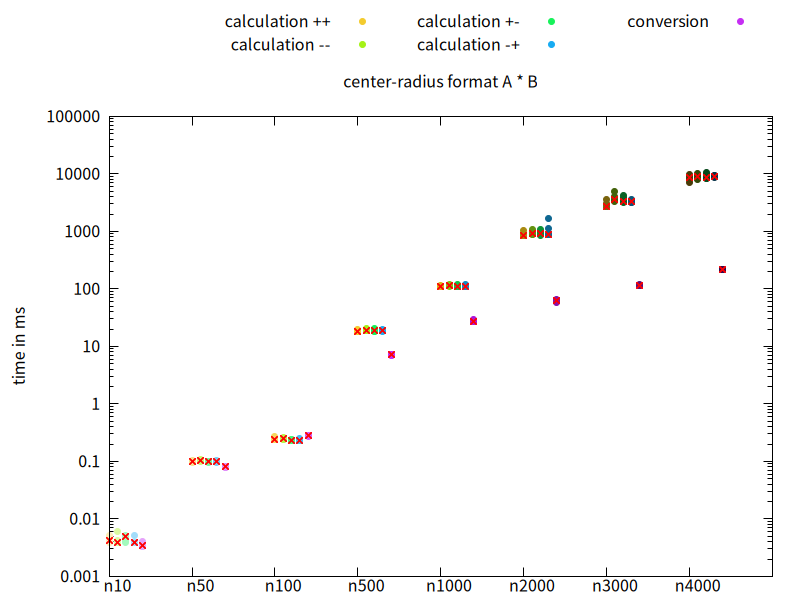 calculation ++ calculation +- conversion
calculation -- calculation -+
center-radius format A * B
100000
10000
1000
100
10
1
0.1
0.01
0.001
time in ms
n10 n50 n100 n500 n1000 n2000 n3000 n4000